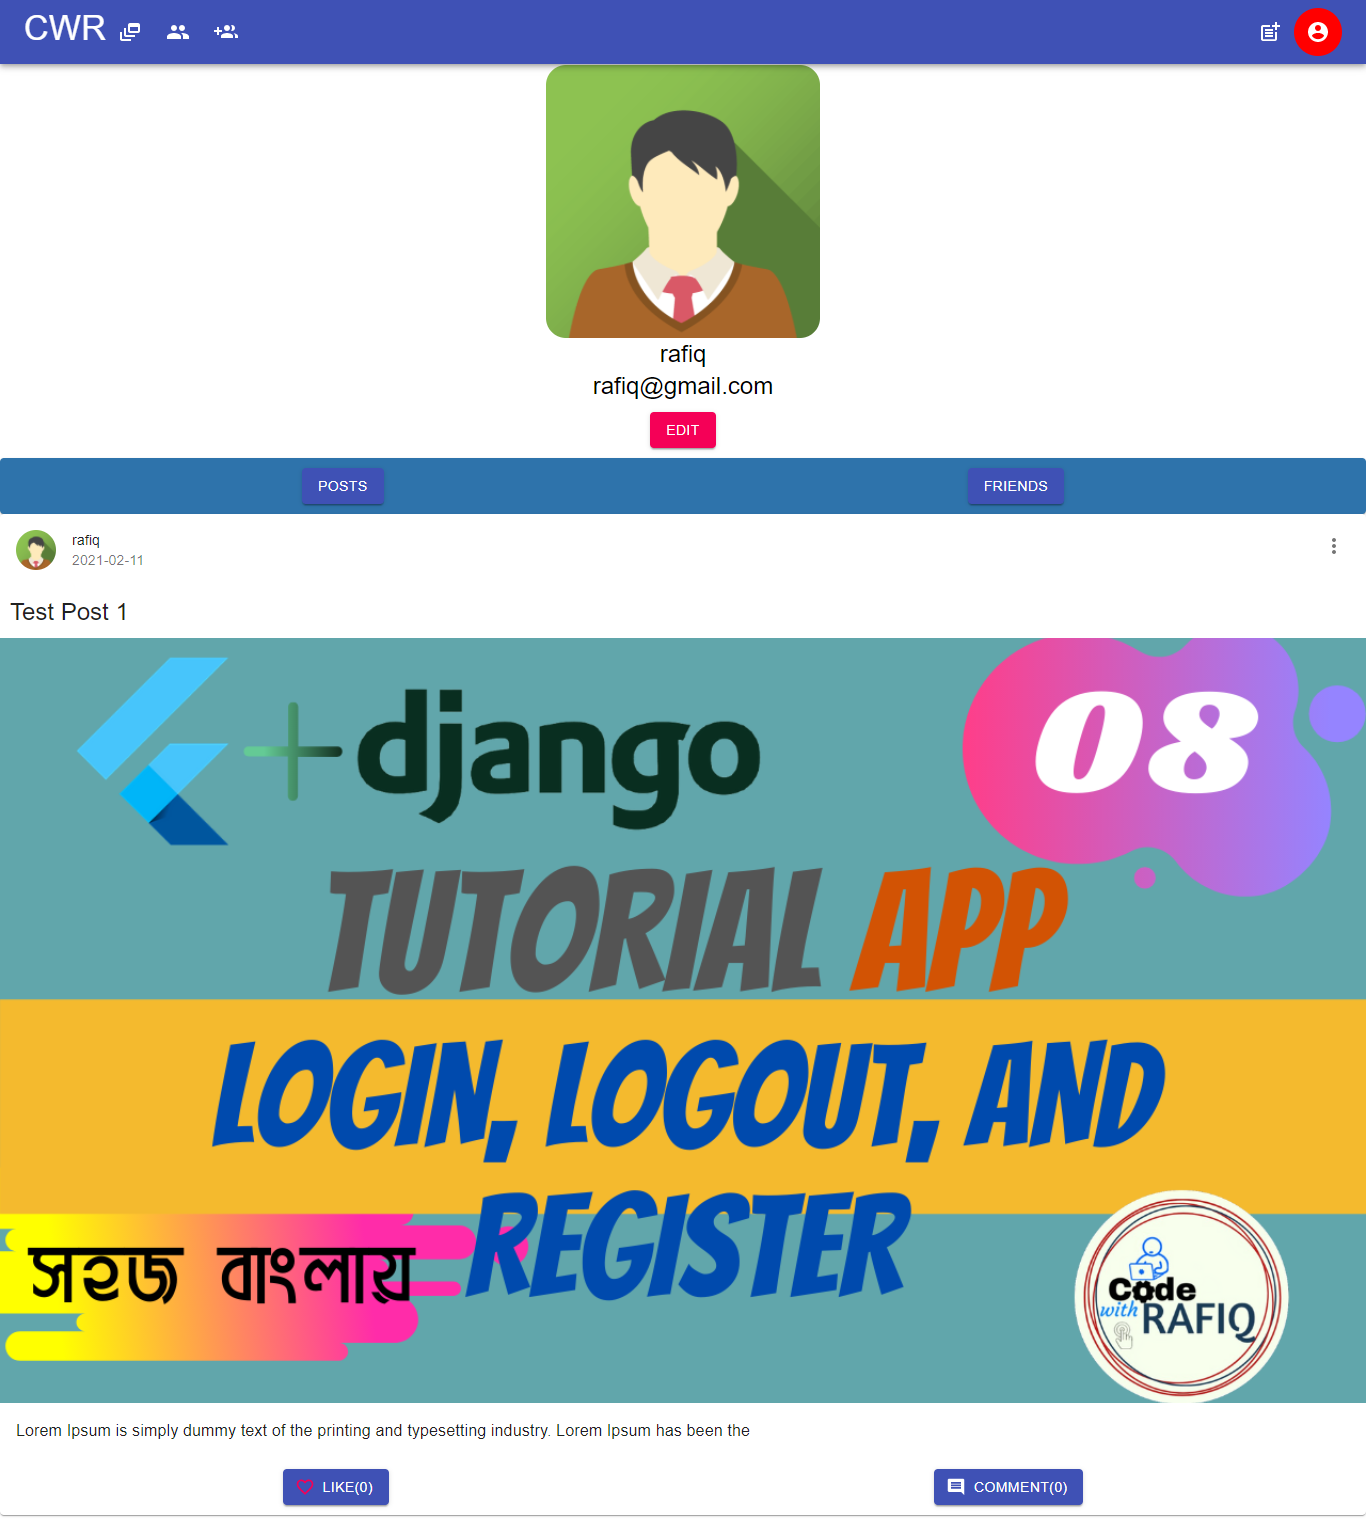 CWR
rafiq
rafiq@gmail.com
EDIT
POSTS
FRIENDS
rafiq
2021-02-11
Test Post 1
django
08
TUTORIAL APP
LOGIN, LOGOUT, AND
REGISTER
সহজ বাংলায়
Code
with RAFIQ
Lorem Ipsum is simply dummy text of the printing and typesetting industry. Lorem Ipsum has been the
LIKE(0)
COMMENT(0)